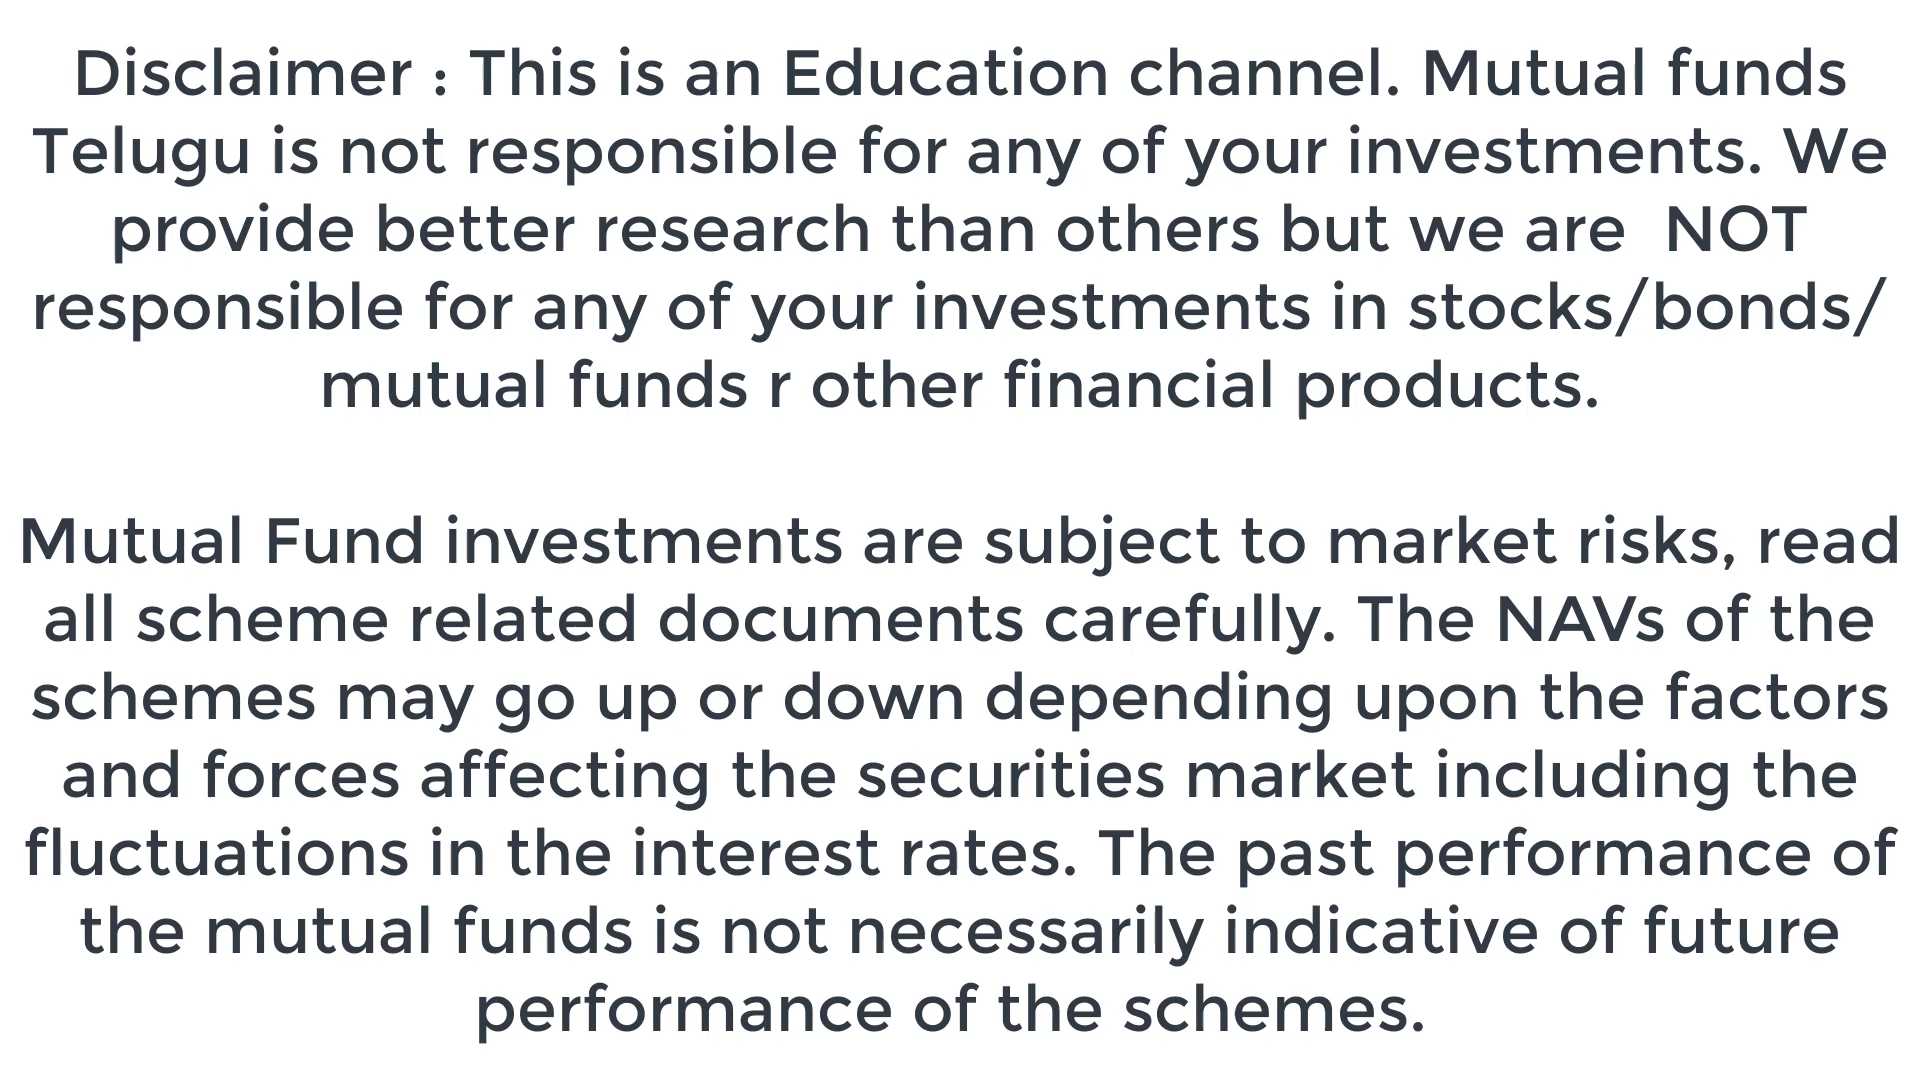 Disclaimer : This is an Education channel. Mutual funds
Telugu is not responsible for any of your investments. We
provide better research than others but we are  NOT
responsible for any of your investments in stocks/bonds/
mutual funds r other financial products.
Mutual Fund investments are subject to market risks, read
all scheme related documents carefully. The NAVs of the
schemes may go up or down depending upon the factors
and forces affecting the securities market including the
fluctuations in the interest rates. The past performance of
the mutual funds is not necessarily indicative of future
performance of the schemes.